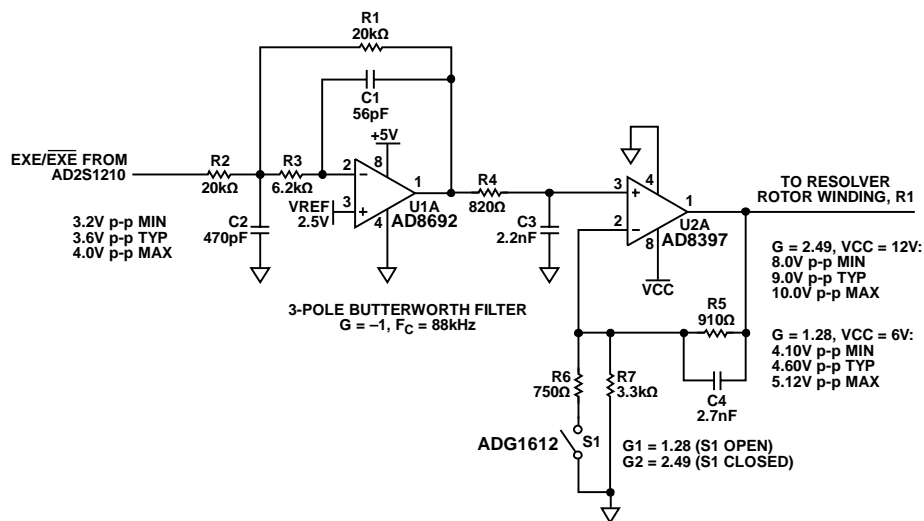 R1
20kΩ
C1
56pF
+5V
EXE/EXE FROM
AD2S1210
R2
20kΩ
R3
6.2kΩ
2
8
1
3
4
VREF
2.5V
U1A
AD8692
R4
820Ω
3
4
1
2
8
U2A
AD8397
VCC
TO RESOLVER
ROTOR WINDING, R1
3.2V p-p MIN
3.6V p-p TYP
4.0V p-p MAX
C2
470pF
C3
2.2nF
3-POLE BUTTERWORTH FILTER
G = –1, FC = 88kHz
G = 2.49, VCC = 12V:
8.0V p-p MIN
9.0V p-p TYP
10.0V p-p MAX
R5
910Ω
G = 1.28, VCC = 6V:
4.10V p-p MIN
4.60V p-p TYP
5.12V p-p MAX
R6
750Ω
R7
3.3kΩ
C4
2.7nF
ADG1612
S1
G1 = 1.28 (S1 OPEN)
G2 = 2.49 (S1 CLOSED)